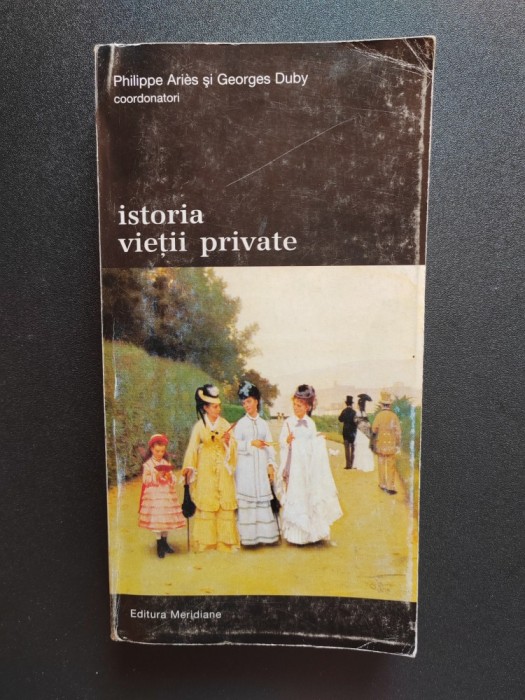 Philippe Ariès și Georges Duby
coordonatori
istoria
vieții private
Editura Meridiane